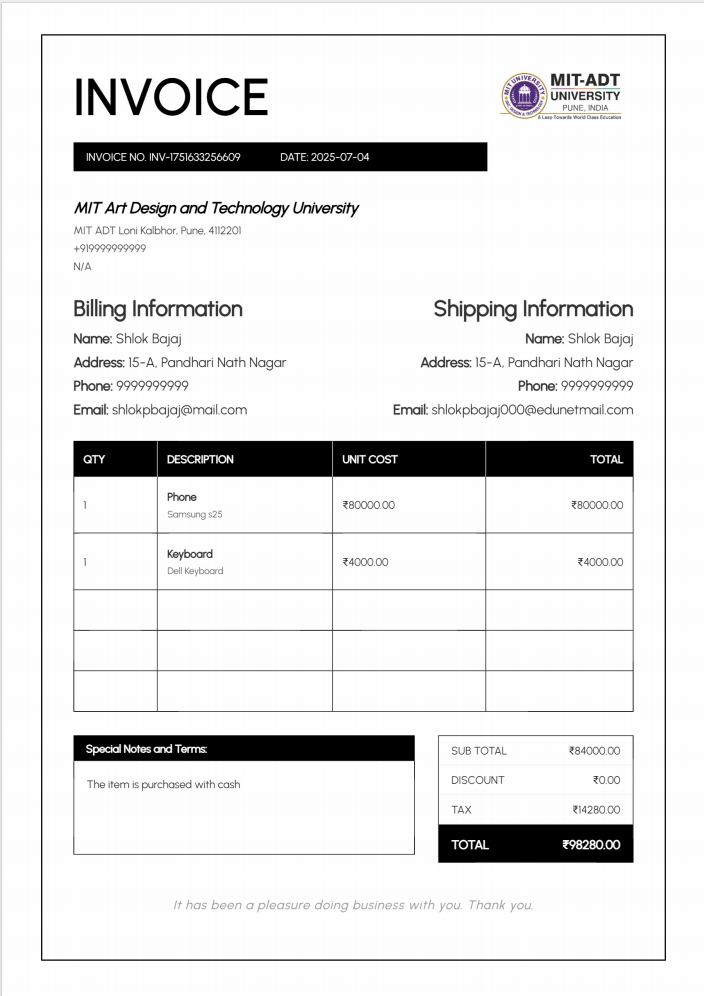 INVOICE
MIT-ADT
UNIVERSITY
PUNE, INDIA
A Leap Towards World Class Education
INVOICE NO. INV-1751633256609 DATE: 2025-07-04
MIT Art Design and Technology University
MIT ADT Loni Kalbhor, Pune, 4112201
+919999999999
N/A
Billing Information
Name: Shlok Bajaj
Address: 15-A, Pandhari Nath Nagar
Phone: 9999999999
Email: shlokpbajaj@mail.com
Shipping Information
Name: Shlok Bajaj
Address: 15-A, Pandhari Nath Nagar
Phone: 9999999999
Email: shlokpbajaj000@edunetmail.com
QTY DESCRIPTION UNIT COST TOTAL
1 Phone ₹80000.00 ₹80000.00
Samsung s25
1 Keyboard ₹4000.00 ₹4000.00
Dell Keyboard
Special Notes and Terms:
The item is purchased with cash
SUB TOTAL ₹84000.00
DISCOUNT ₹0.00
TAX ₹14280.00
TOTAL ₹98280.00
It has been a pleasure doing business with you. Thank you.